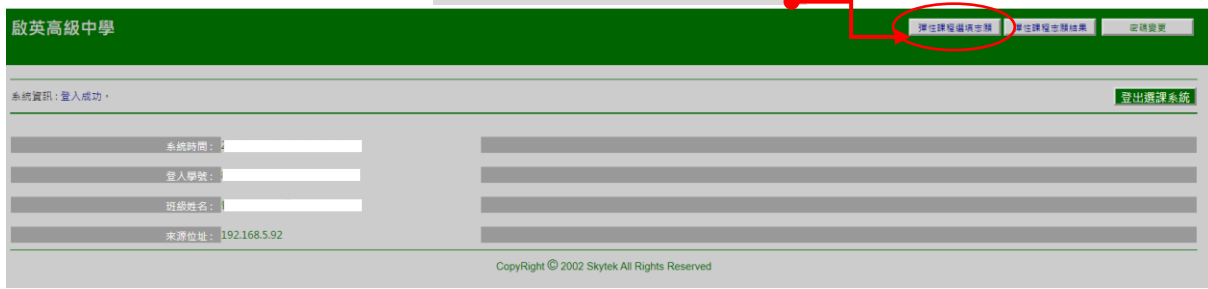 啟英高級中學
彈性課程選填志願 彈性課程志願結果 密碼變更
系統資訊 : 登入成功，
登出選課系統
系統時間 :
登入學號 :
班級姓名 :
來源位址 : 192.168.5.92
CopyRight © 2002 Skytek All Rights Reserved